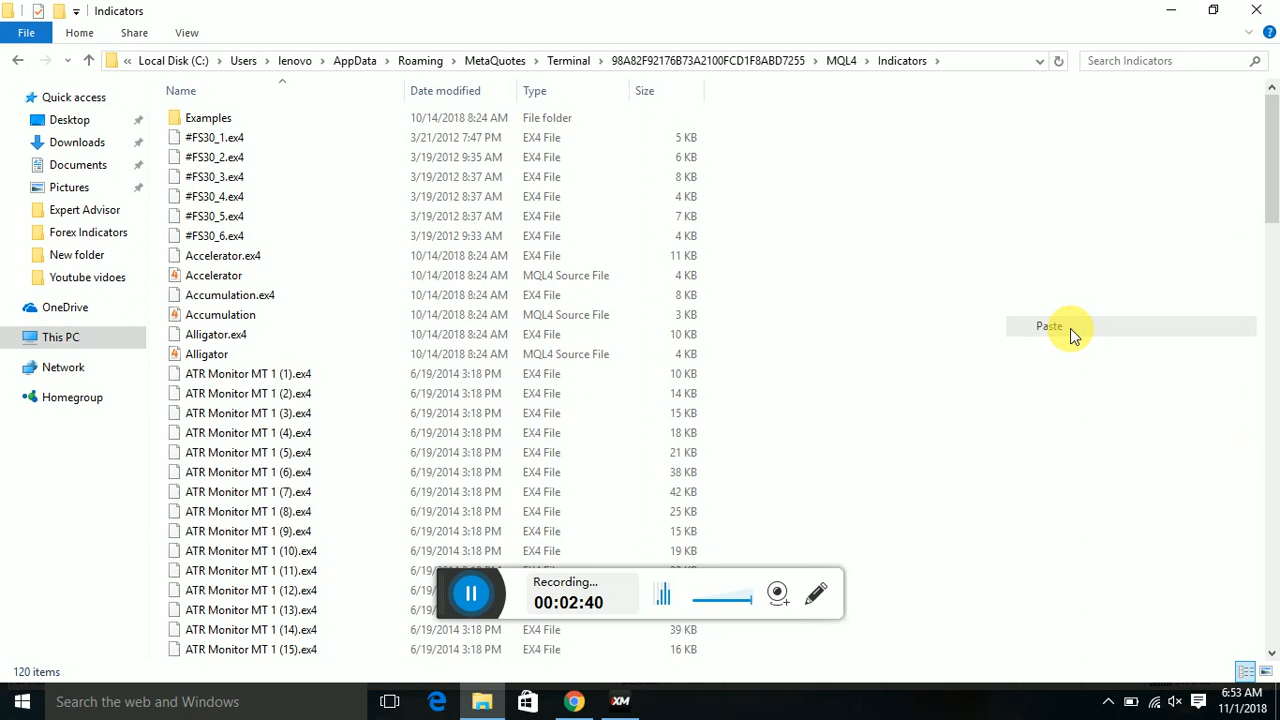 Indicators
File Home Share View
« Local Disk (C:) › Users › lenovo › AppData › Roaming › MetaQuotes › Terminal › 98A82F92176B73A2100FCD1F8ABD7255 › MQL4 › Indicators ›
Search Indicators
Name Date modified Type Size
Quick access
Desktop
Downloads
Documents
Pictures
Expert Advisor
Forex Indicators
New folder
Youtube vidoes
OneDrive
This PC
Network
Homegroup
Examples 10/14/2018 8:24 AM File folder
#FS30_1.ex4 3/21/2012 7:47 PM EX4 File 5 KB
#FS30_2.ex4 3/19/2012 9:35 AM EX4 File 6 KB
#FS30_3.ex4 3/19/2012 8:37 AM EX4 File 8 KB
#FS30_4.ex4 3/19/2012 8:37 AM EX4 File 4 KB
#FS30_5.ex4 3/19/2012 8:37 AM EX4 File 7 KB
#FS30_6.ex4 3/19/2012 9:33 AM EX4 File 4 KB
Accelerator.ex4 10/14/2018 8:24 AM EX4 File 11 KB
Accelerator 10/14/2018 8:24 AM MQL4 Source File 4 KB
Accumulation.ex4 10/14/2018 8:24 AM EX4 File 8 KB
Accumulation 10/14/2018 8:24 AM MQL4 Source File 3 KB
Alligator.ex4 10/14/2018 8:24 AM EX4 File 10 KB
Alligator 10/14/2018 8:24 AM MQL4 Source File 4 KB
ATR Monitor MT 1 (1).ex4 6/19/2014 3:18 PM EX4 File 10 KB
ATR Monitor MT 1 (2).ex4 6/19/2014 3:18 PM EX4 File 14 KB
ATR Monitor MT 1 (3).ex4 6/19/2014 3:18 PM EX4 File 15 KB
ATR Monitor MT 1 (4).ex4 6/19/2014 3:18 PM EX4 File 18 KB
ATR Monitor MT 1 (5).ex4 6/19/2014 3:18 PM EX4 File 21 KB
ATR Monitor MT 1 (6).ex4 6/19/2014 3:18 PM EX4 File 38 KB
ATR Monitor MT 1 (7).ex4 6/19/2014 3:18 PM EX4 File 42 KB
ATR Monitor MT 1 (8).ex4 6/19/2014 3:18 PM EX4 File 25 KB
ATR Monitor MT 1 (9).ex4 6/19/2014 3:18 PM EX4 File 15 KB
ATR Monitor MT 1 (10).ex4 6/19/2014 3:18 PM EX4 File 19 KB
ATR Monitor MT 1 (11).ex4
ATR Monitor MT 1 (12).ex4
ATR Monitor MT 1 (13).ex4
ATR Monitor MT 1 (14).ex4 6/19/2014 3:18 PM EX4 File 39 KB
ATR Monitor MT 1 (15).ex4 6/19/2014 3:18 PM EX4 File 16 KB
Paste
Recording...
00:02:40
120 items
Search the web and Windows
XM
6:53 AM
11/1/2018